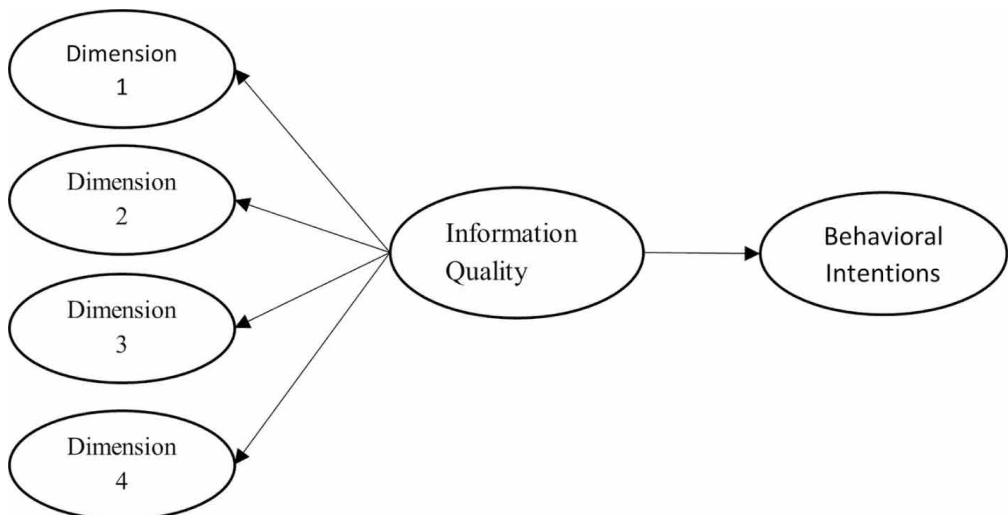 Dimension
1
Dimension
2
Dimension
3
Dimension
4
Information
Quality
Behavioral
Intentions